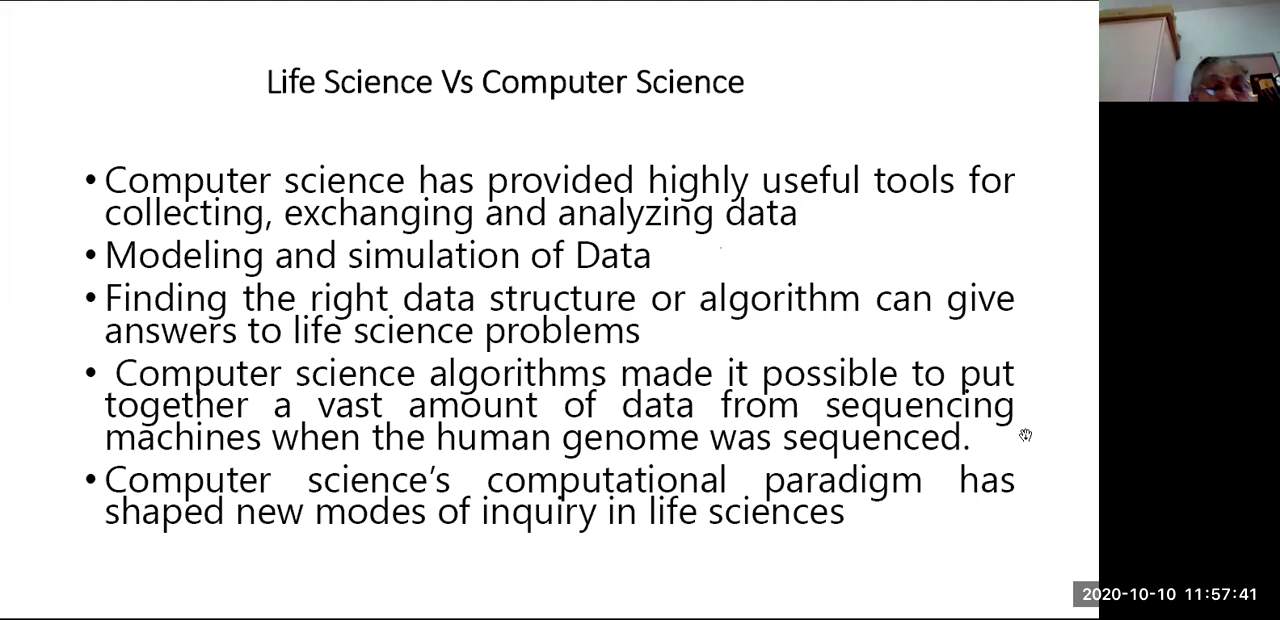 Life Science Vs Computer Science
• Computer science has provided highly useful tools for
collecting, exchanging and analyzing data
• Modeling and simulation of Data
• Finding the right data structure or algorithm can give
answers to life science problems
• Computer science algorithms made it possible to put
together a vast amount of data from sequencing
machines when the human genome was sequenced.
• Computer science’s computational paradigm has
shaped new modes of inquiry in life sciences
2020-10-10 11:57:41